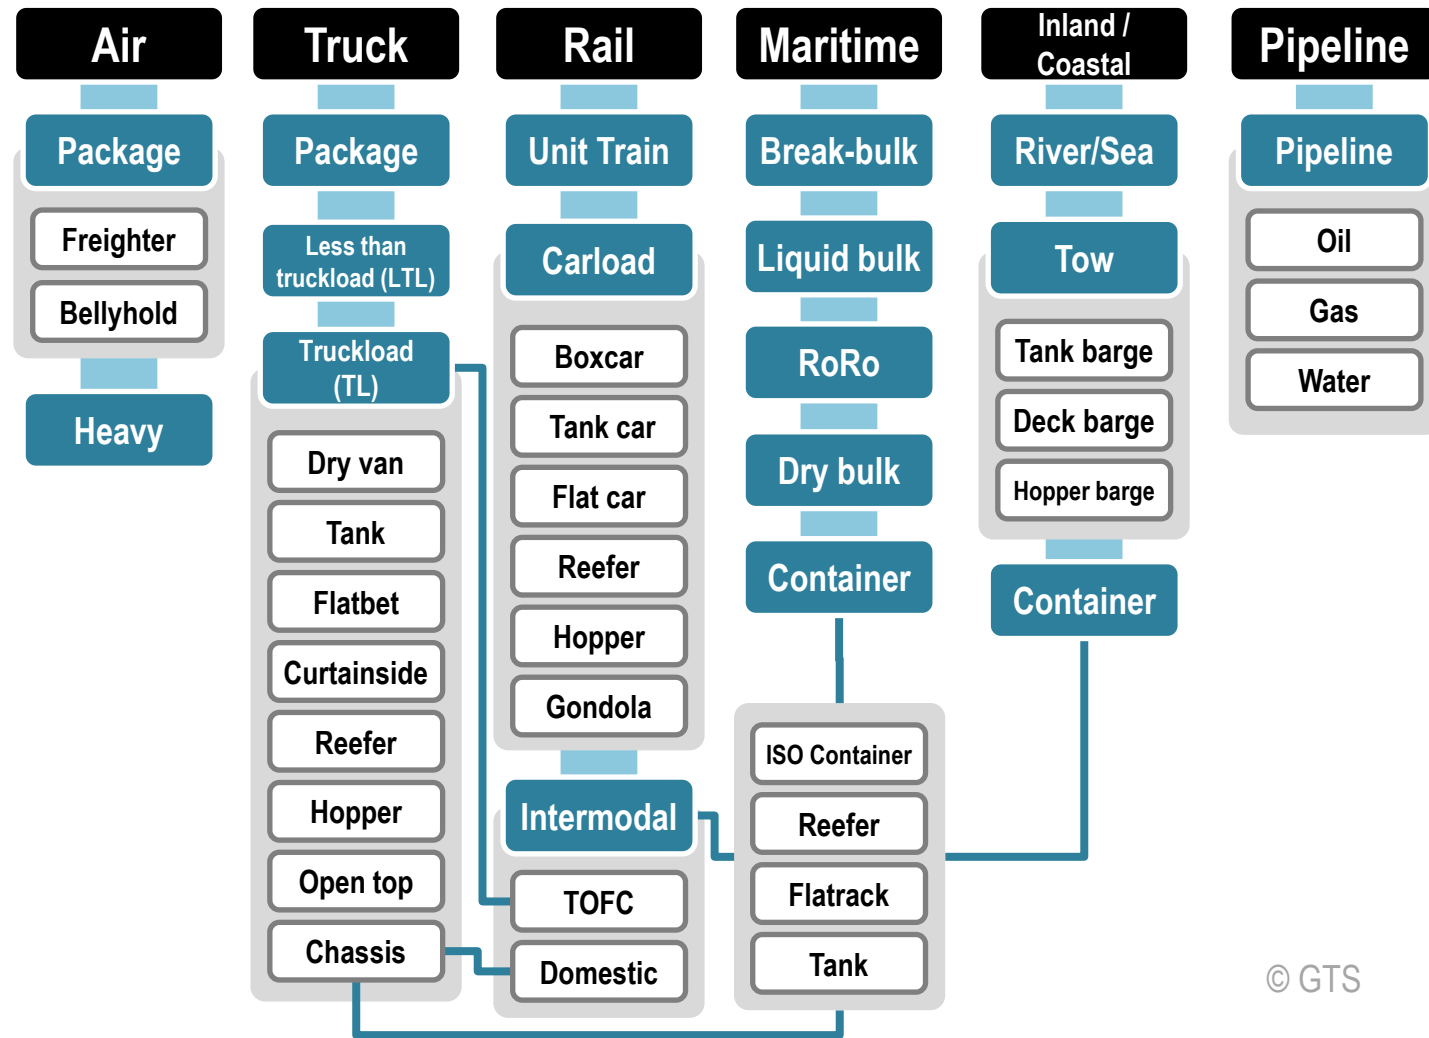 Air
Package
Freighter
Bellyhold
Heavy
Truck
Package
Less than
truckload (LTL)
Truckload
(TL)
Dry van
Tank
Flatbet
Curtainside
Reefer
Hopper
Open top
Chassis
Rail
Unit Train
Carload
Boxcar
Tank car
Flat car
Reefer
Hopper
Gondola
Intermodal
TOFC
Domestic
Maritime
Break-bulk
Liquid bulk
RoRo
Dry bulk
Container
ISO Container
Reefer
Flatrack
Tank
Inland /
Coastal
River/Sea
Tow
Tank barge
Deck barge
Hopper barge
Container
Pipeline
Pipeline
Oil
Gas
Water
© GTS